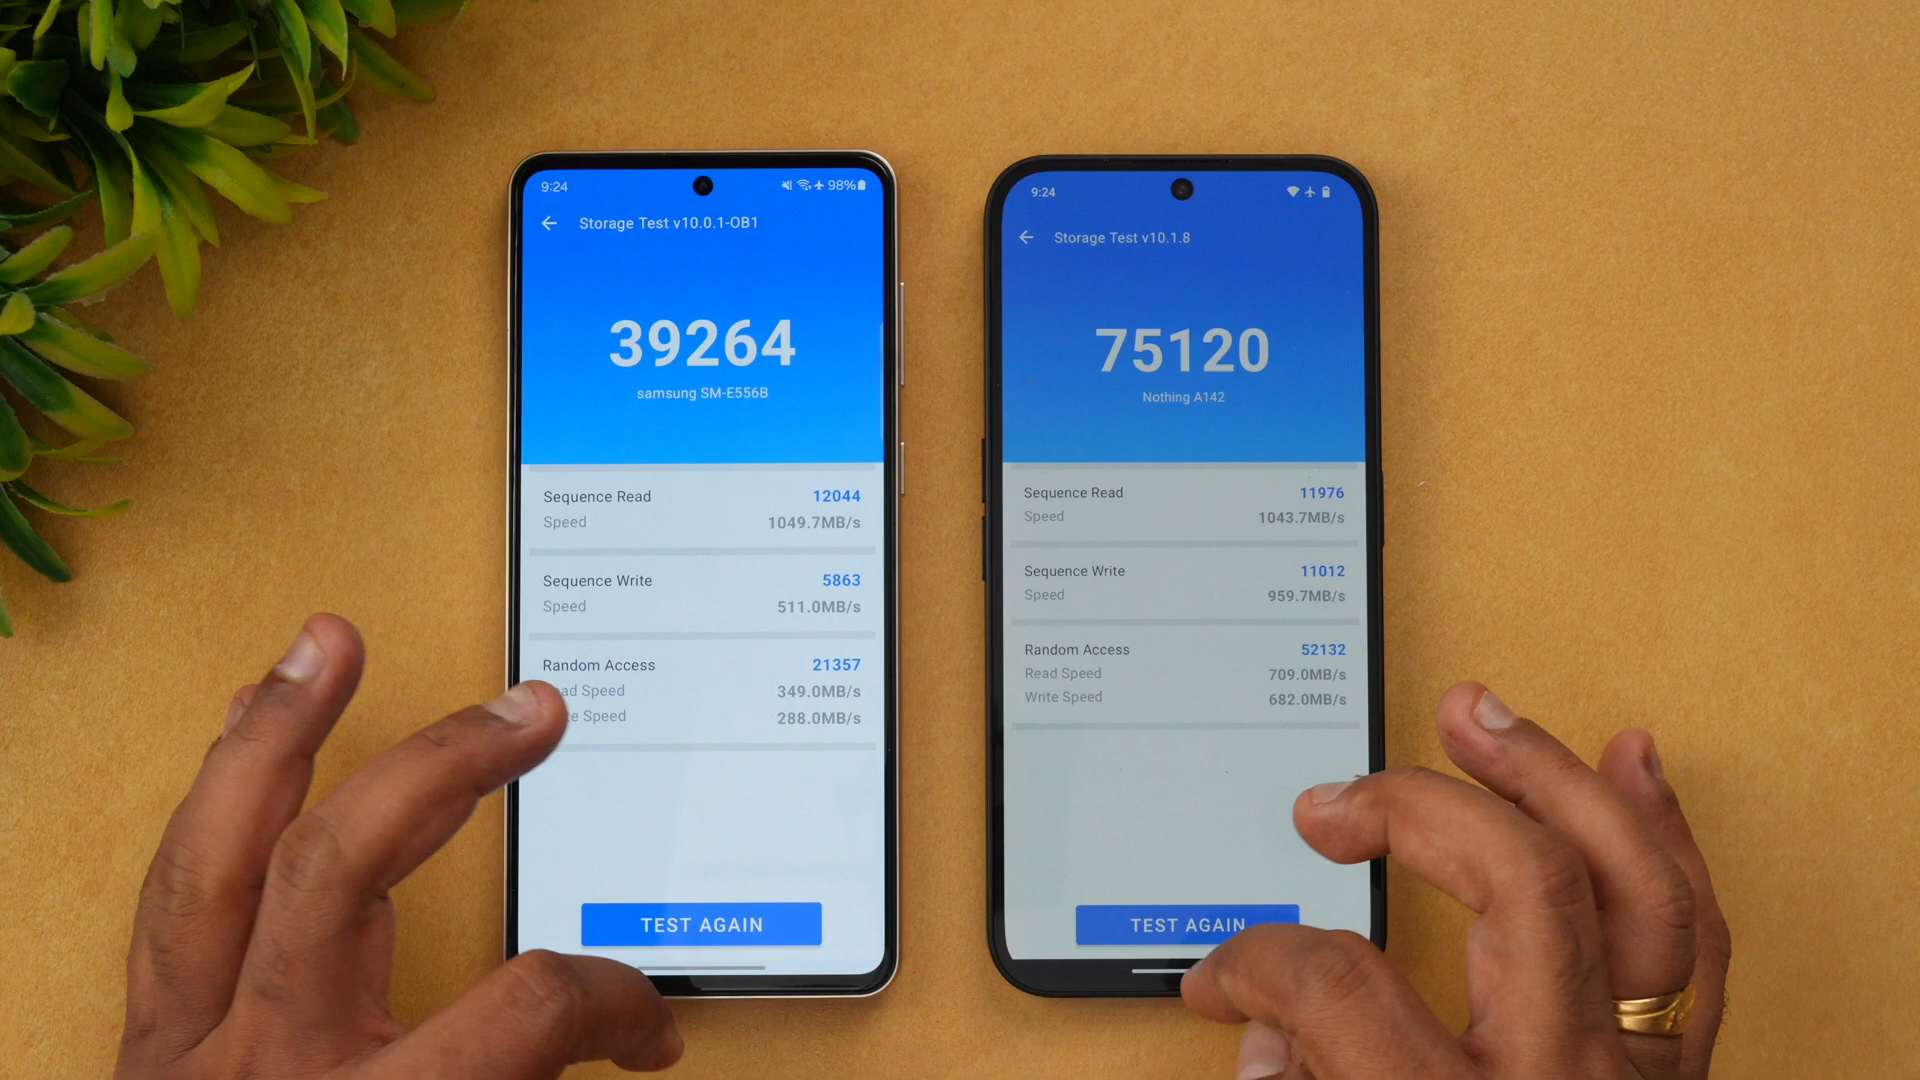 9:24
98%
Storage Test v10.0.1-OB1
39264
samsung SM-E556B
Sequence Read 12044
Speed 1049.7MB/s
Sequence Write 5863
Speed 511.0MB/s
Random Access 21357
Speed 349.0MB/s
Speed 288.0MB/s
TEST AGAIN
9:24
Storage Test v10.1.8
75120
Nothing A142
Sequence Read 11976
Speed 1043.7MB/s
Sequence Write 11012
Speed 959.7MB/s
Random Access 52132
Read Speed 709.0MB/s
Write Speed 682.0MB/s
TEST AGAIN